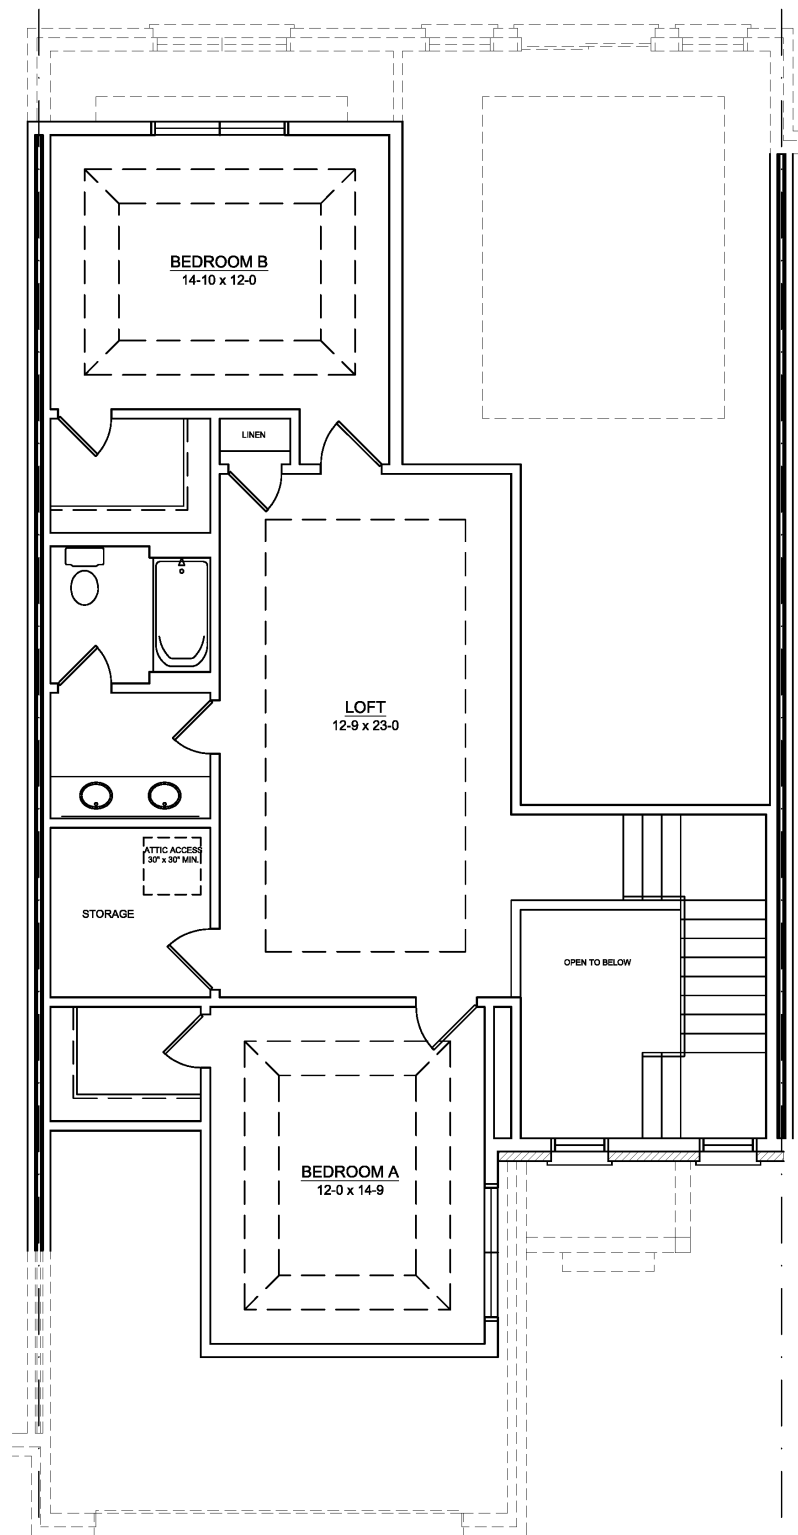 BEDROOM B
14-10 x 12-0
LINEN
LOFT
12-9 x 23-0
ATTIC ACCESS
30" x 30" MIN.
STORAGE
OPEN TO BELOW
BEDROOM A
12-0 x 14-9